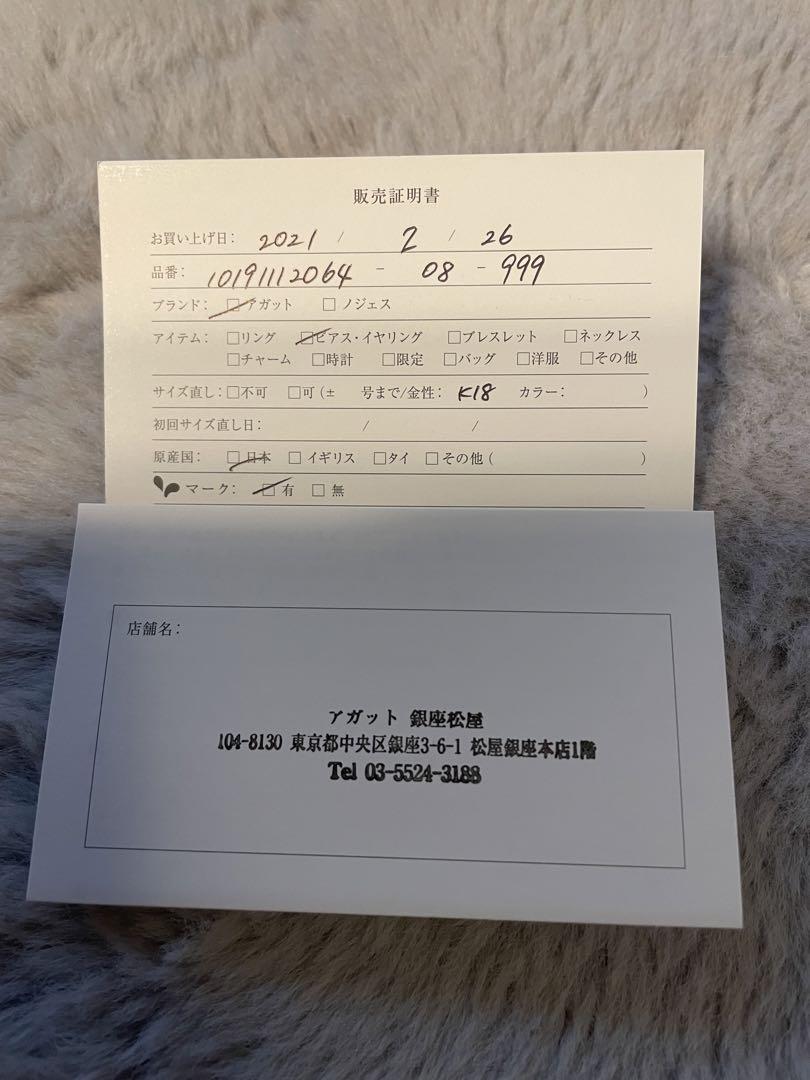 販売証明書
お買い上げ日: 2021 / 2 / 26
品番: 10191112064 - 08 - 999
ブランド: ☐アガット ☐ノジェス
アイテム: ☐リング ☐ピアス・イヤリング ☐ブレスレット ☐ネックレス
☐チャーム ☐時計 ☐限定 ☐バッグ ☐洋服 ☐その他
サイズ直し: ☐不可 ☐可(± 号まで/金性: K18 カラー: )
初回サイズ直し日: / /
原産国: ☐日本 ☐イギリス ☐タイ ☐その他( )
マーク: ☐有 ☐無
店舗名:
アガット 銀座松屋
104-8130 東京都中央区銀座3-6-1 松屋銀座本店1階
Tel 03-5524-3188